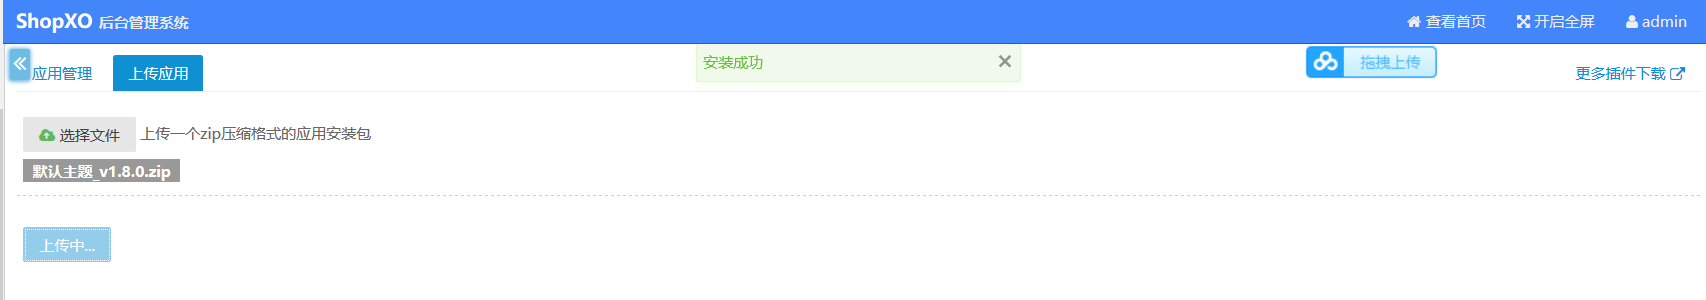 ShopXO 后台管理系统 查看首页 开启全屏 admin
应用管理 上传应用 安装成功 × 拖拽上传 更多插件下载
选择文件 上传一个zip压缩格式的应用安装包
默认主题_v1.8.0.zip
上传中...